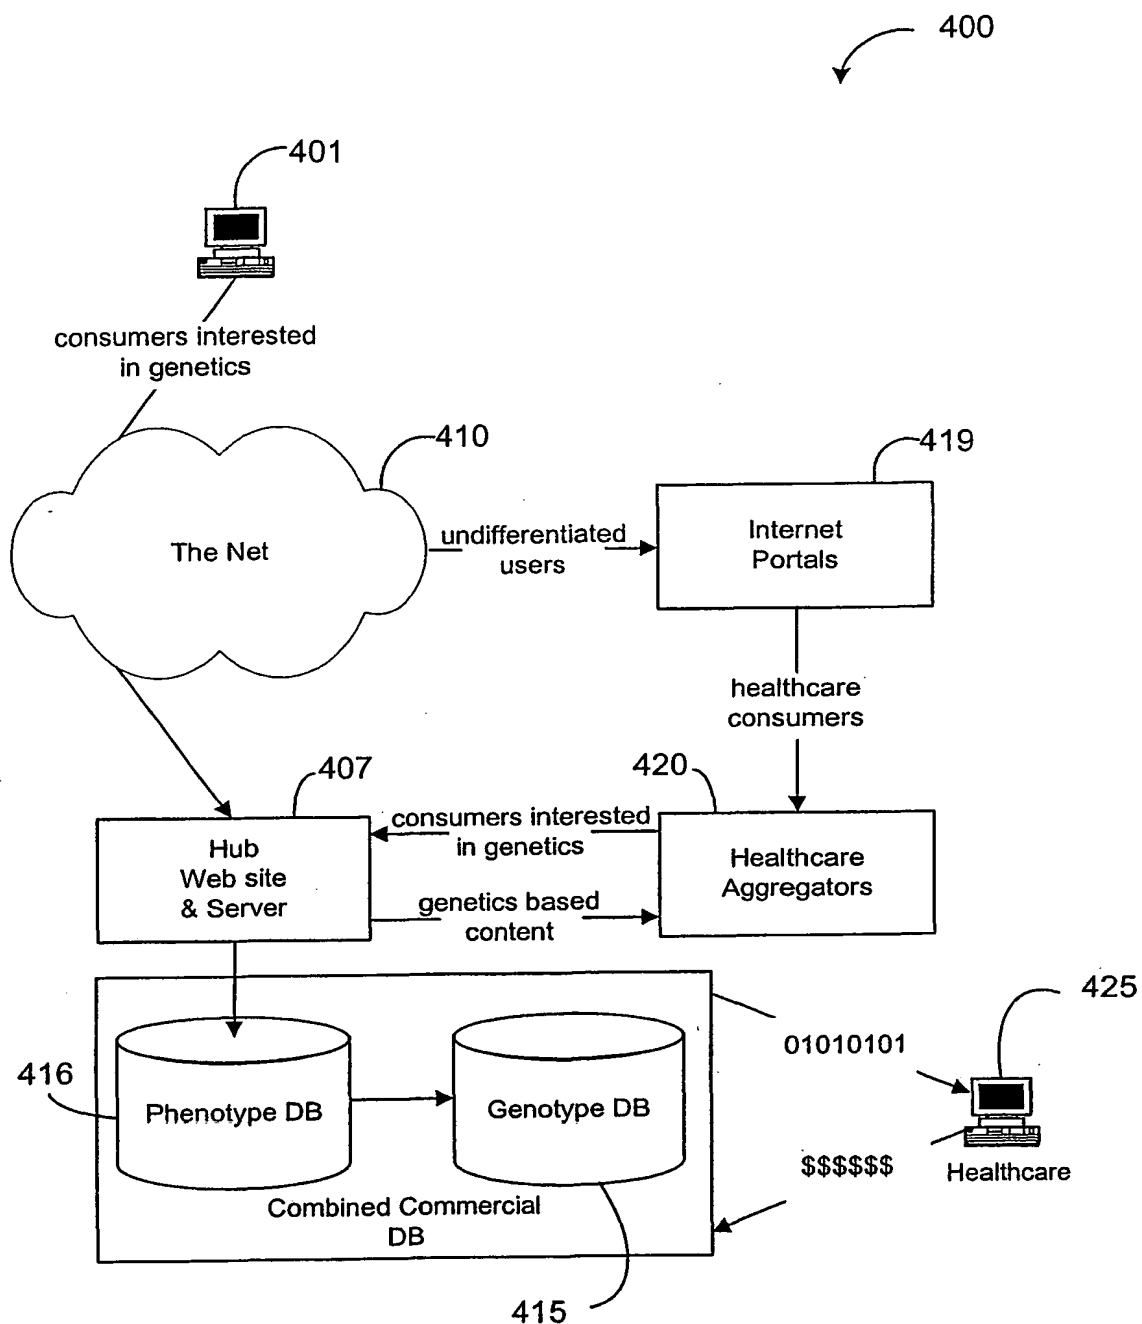 400
401
consumers interested
in genetics
410
419
The Net
undifferentiated
users
Internet
Portals
healthcare
consumers
407
420
Hub
Web site
& Server
consumers interested
in genetics
genetics based
content
Healthcare
Aggregators
425
01010101
416
Phenotype DB
Genotype DB
$$$$$$
Healthcare
Combined Commercial
DB
415